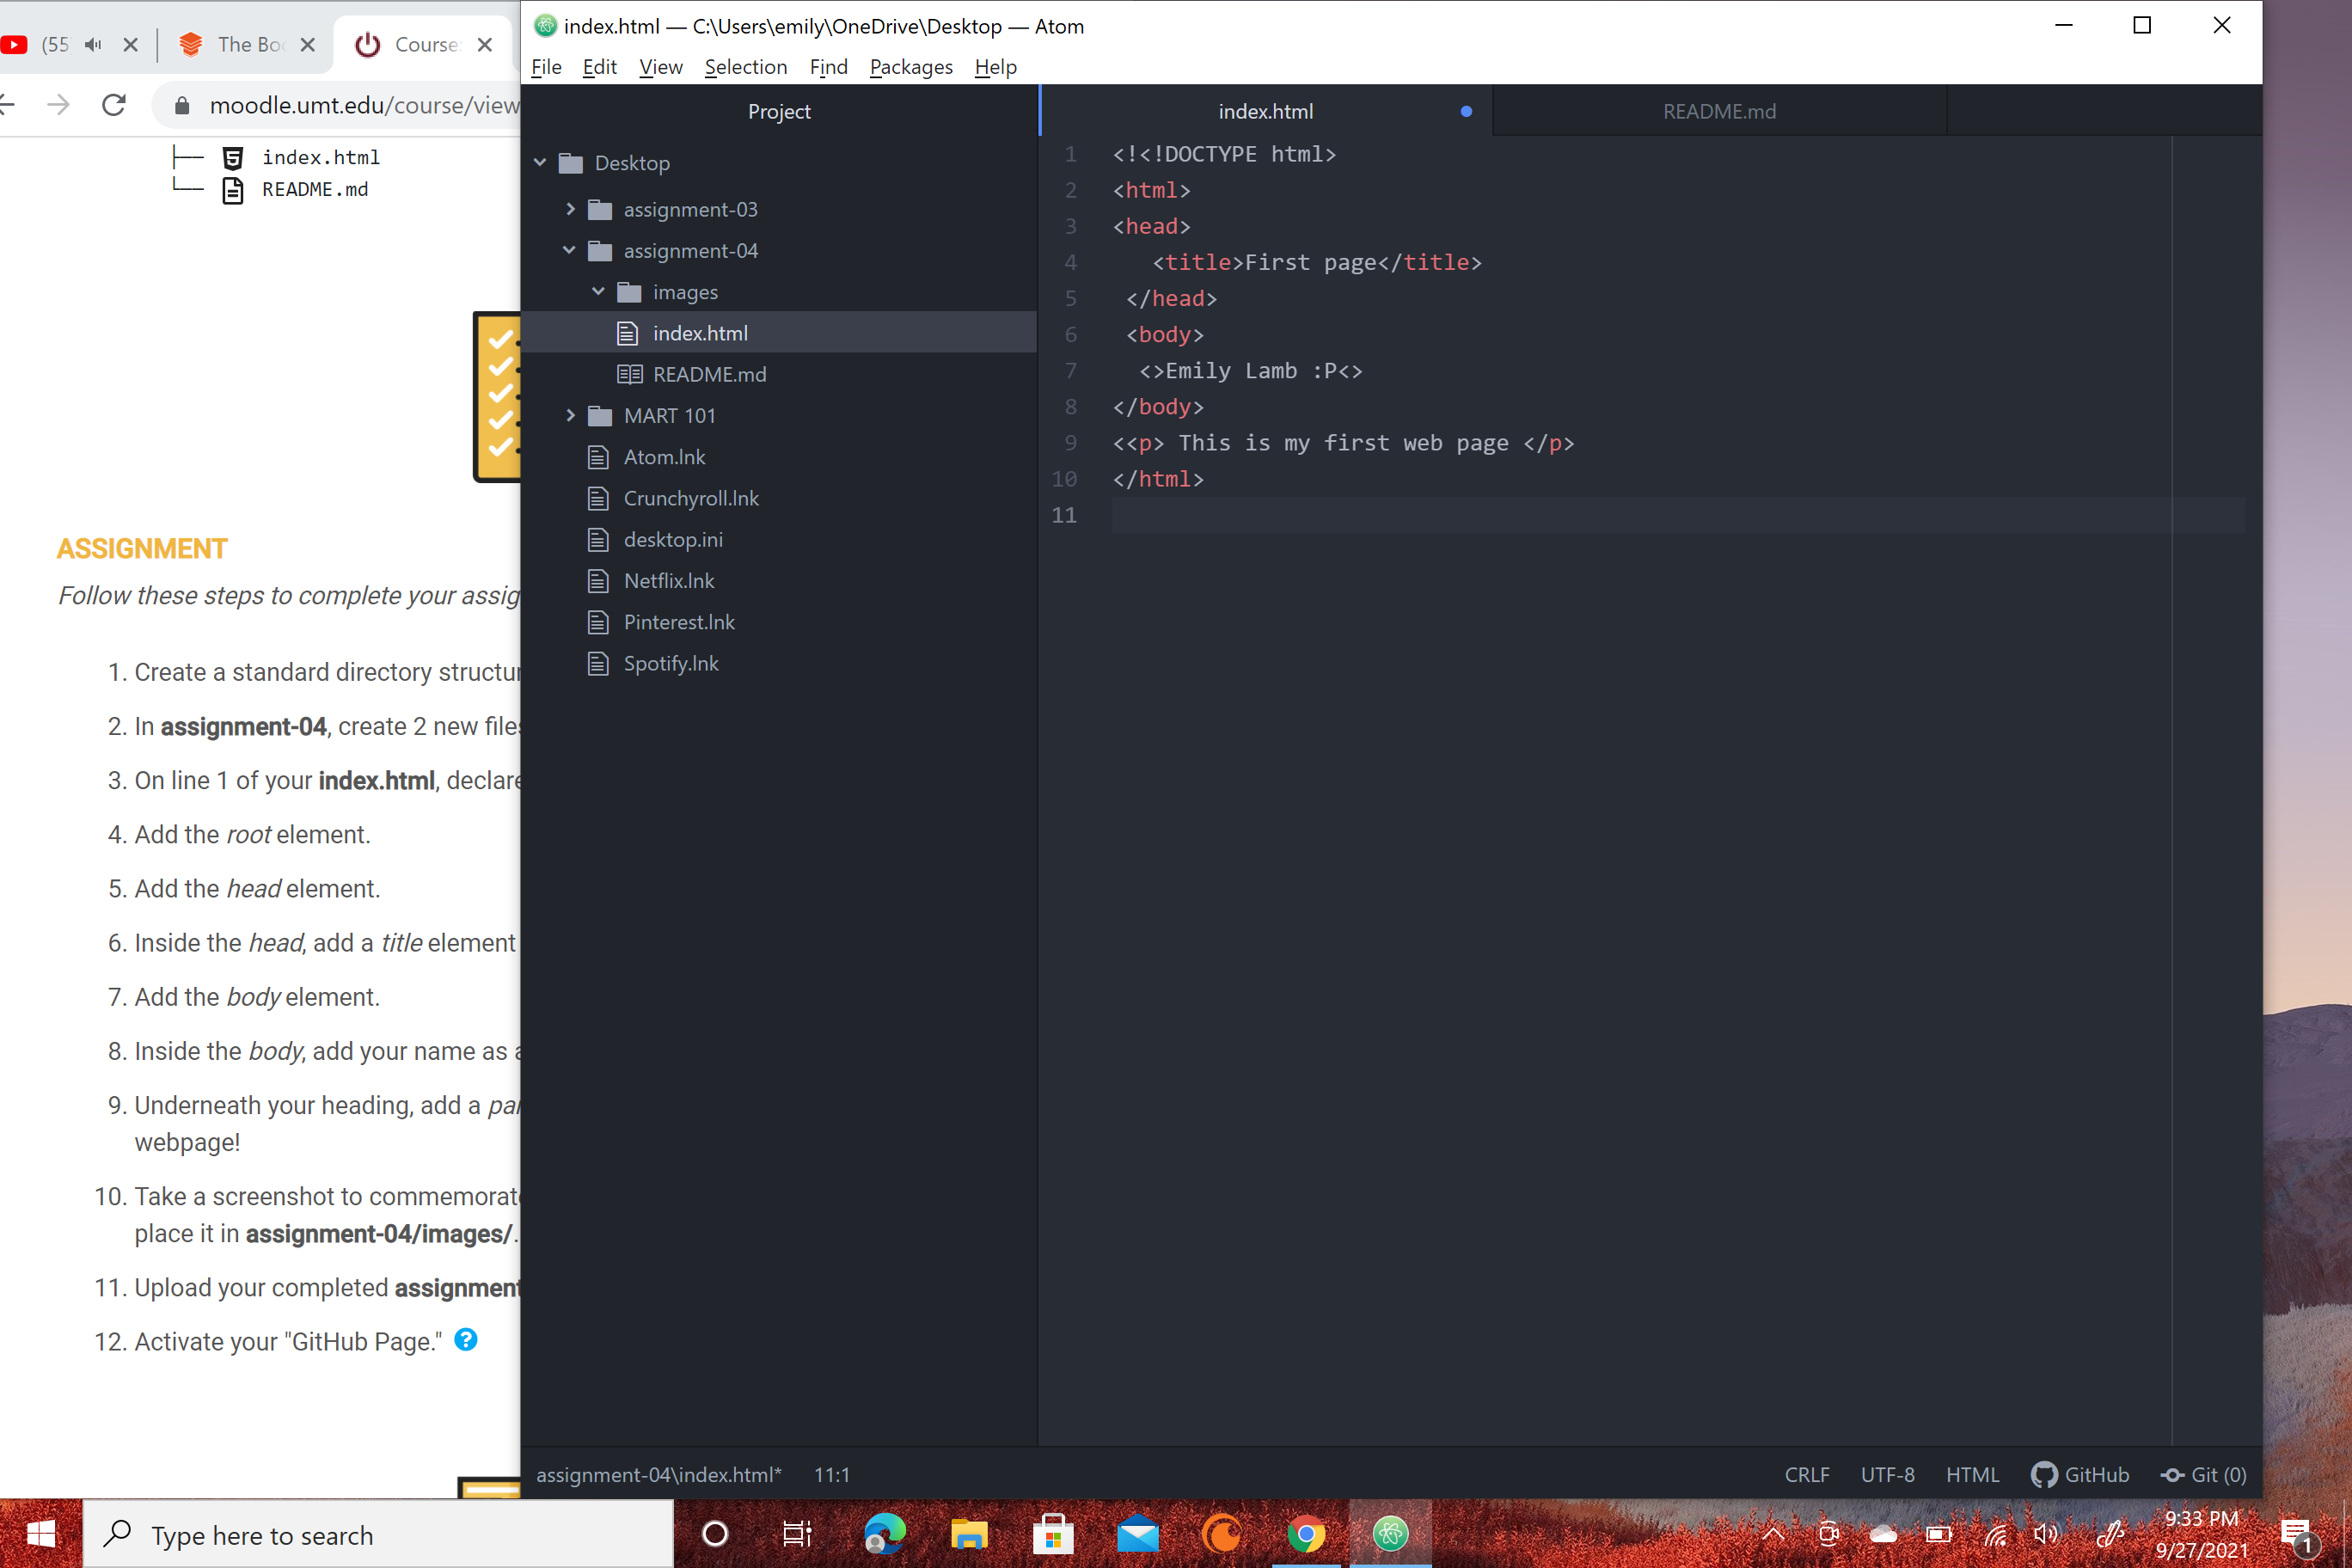 (55
The Boo
Course:
moodle.umt.edu/course/view
index.html
README.md
ASSIGNMENT
Follow these steps to complete your assig
1. Create a standard directory structur
2. In assignment-04, create 2 new files
3. On line 1 of your index.html, declare
4. Add the root element.
5. Add the head element.
6. Inside the head, add a title element
7. Add the body element.
8. Inside the body, add your name as a
9. Underneath your heading, add a par
webpage!
10. Take a screenshot to commemorate
place it in assignment-04/images/.
11. Upload your completed assignment
12. Activate your "GitHub Page." ?
index.html — C:\Users\emily\OneDrive\Desktop — Atom
File Edit View Selection Find Packages Help
Project
Desktop
assignment-03
assignment-04
images
index.html
README.md
MART 101
Atom.lnk
Crunchyroll.lnk
desktop.ini
Netflix.lnk
Pinterest.lnk
Spotify.lnk
index.html
README.md
1 <!<!DOCTYPE html>
2 <html>
3 <head>
4 <title>First page</title>
5 </head>
6 <body>
7 <>Emily Lamb :P<>
8 </body>
9 <<p> This is my first web page </p>
10 </html>
11
assignment-04\index.html* 11:1
CRLF UTF-8 HTML GitHub Git (0)
Type here to search
9:33 PM
9/27/2021
1